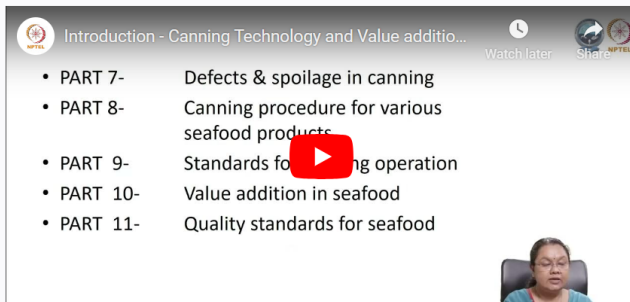 NPTEL
Introduction - Canning Technology and Value additio...
Watch later
Share
NPTEL
• PART 7- Defects & spoilage in canning
• PART 8- Canning procedure for various
seafood products
• PART 9- Standards fo ng operation
• PART 10- Value addition in seafood
• PART 11- Quality standards for seafood